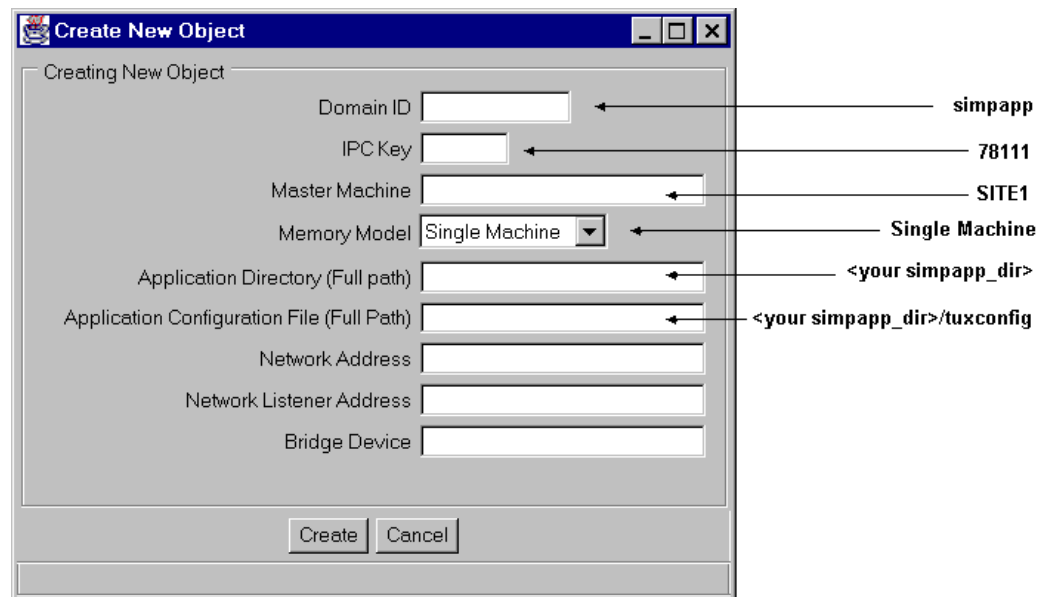 Create New Object
Creating New Object
Domain ID
simpapp
IPC Key
78111
Master Machine
SITE1
Memory Model Single Machine
Single Machine
Application Directory (Full path)
<your simpapp_dir>
Application Configuration File (Full Path)
<your simpapp_dir>/tuxconfig
Network Address
Network Listener Address
Bridge Device
Create Cancel